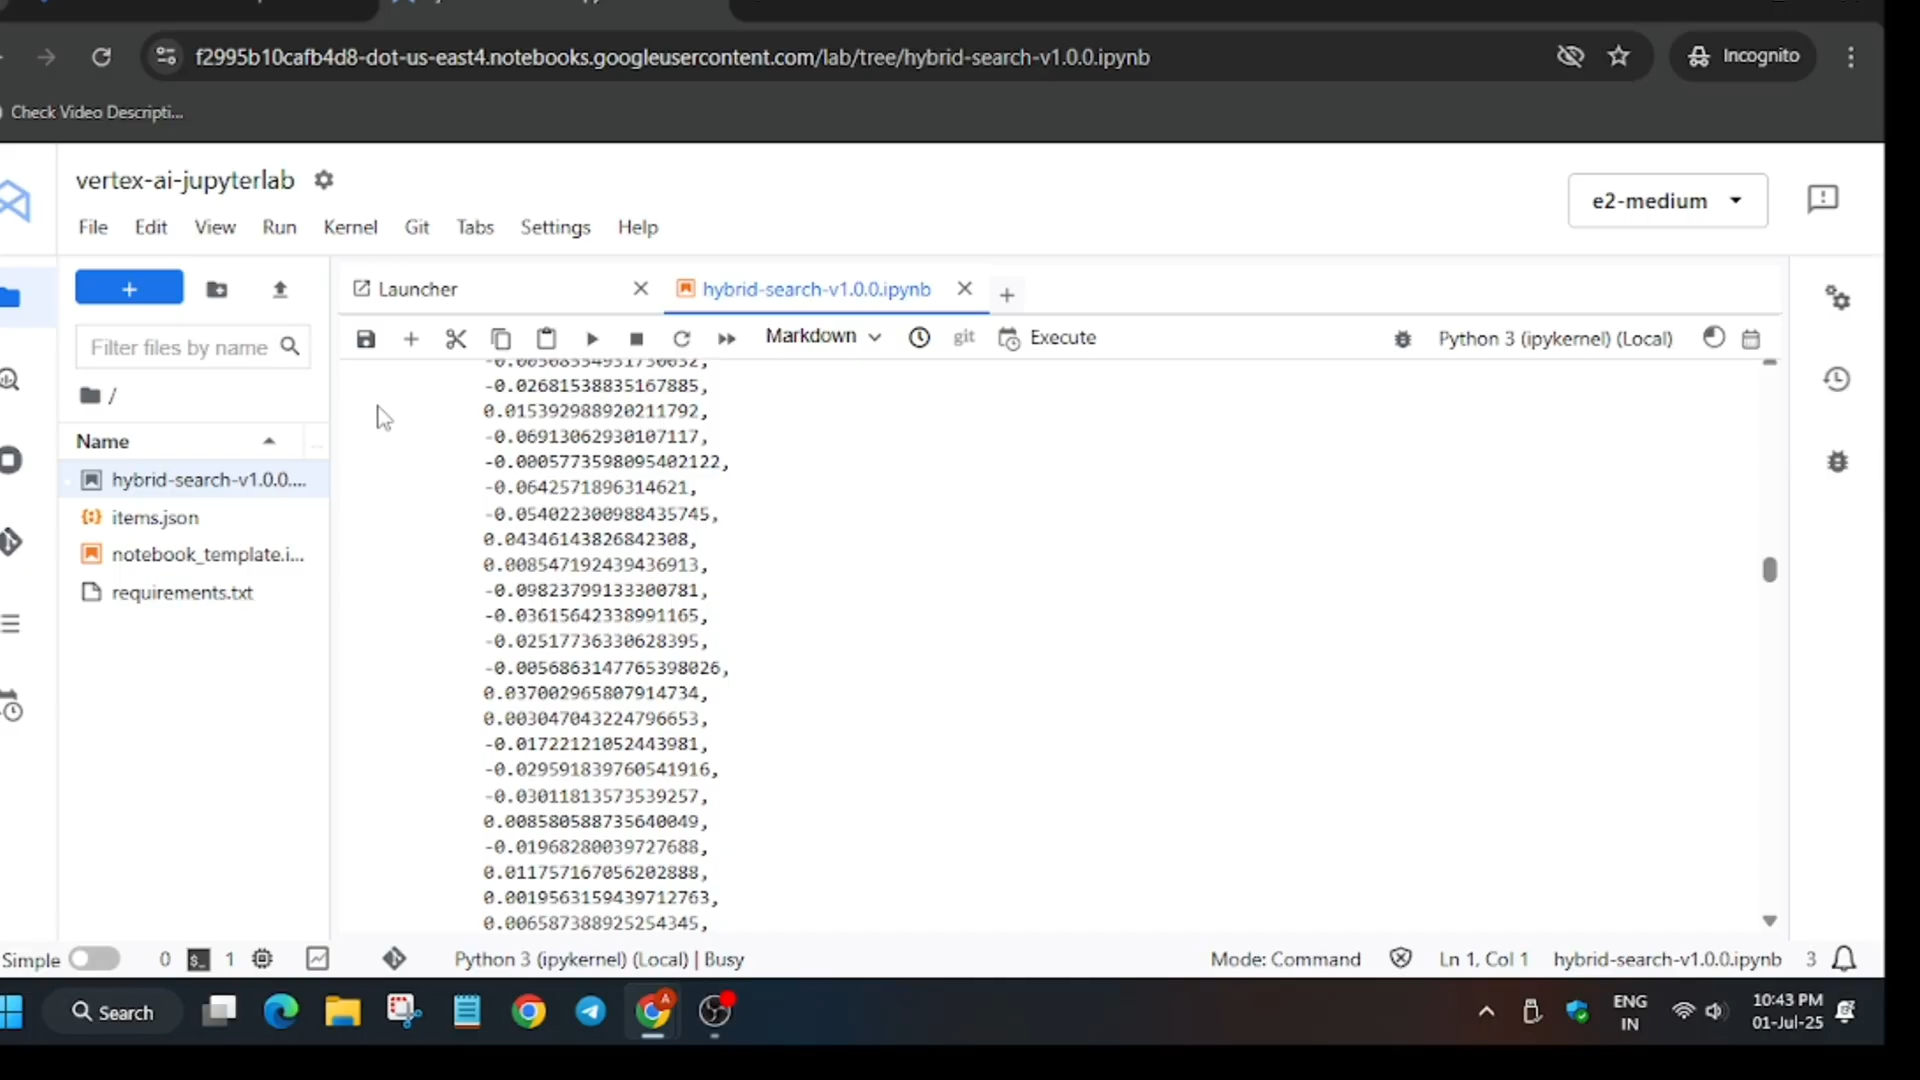 f2995b10cafb4d8-dot-us-east4.notebooks.googleusercontent.com/lab/tree/hybrid-search-v1.0.0.ipynb
Incognito
Check Video Descripti...
vertex-ai-jupyterlab
e2-medium
File Edit View Run Kernel Git Tabs Settings Help
+
Launcher
hybrid-search-v1.0.0.ipynb
Filter files by name
Markdown
git
Execute
Python 3 (ipykernel) (Local)
/
Name
hybrid-search-v1.0.0....
items.json
notebook_template.i...
requirements.txt
-0.02681538835167885,
0.015392988920211792,
-0.06913062930107117,
-0.0005773598095402122,
-0.0642571896314621,
-0.054022300988435745,
0.04346143826842308,
0.008547192439436913,
-0.09823799133300781,
-0.03615642338991165,
-0.02517736330628395,
-0.0056863147765398026,
0.037002965807914734,
0.003047043224796653,
-0.01722121052443981,
-0.029591839760541916,
-0.03011813573539257,
0.008580588735640049,
-0.01968280039727688,
0.011757167056202888,
0.0019563159439712763,
0.006587388925254345,
Simple 0 1 Python 3 (ipykernel) (Local) | Busy Mode: Command Ln 1, Col 1 hybrid-search-v1.0.0.ipynb 3
Search
ENG
IN
10:43 PM
01-Jul-25